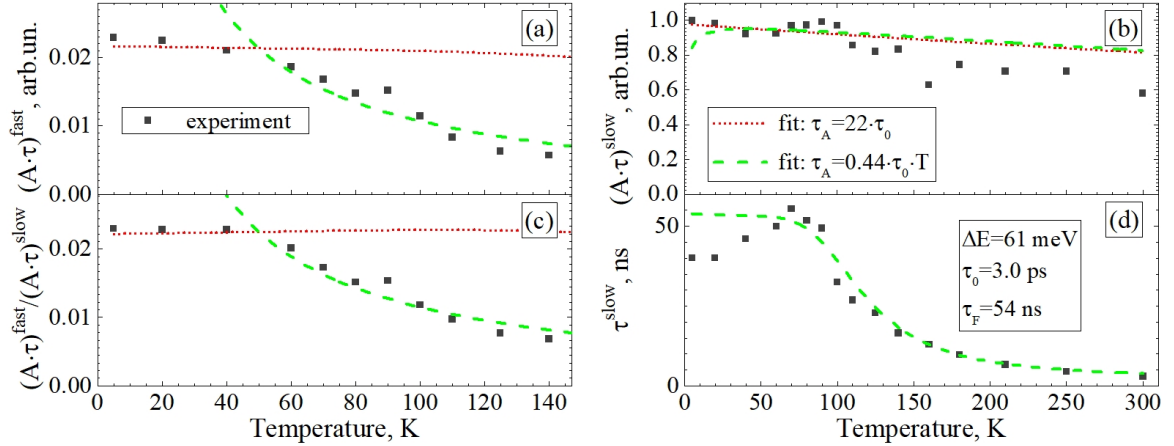 (a)
0.02
0.01
0.00
(A·τ)^fast, arb.un.
experiment
(b)
1.0
0.8
0.6
0.4
0.2
0.0
(A·τ)^slow, arb.un.
fit: τ_A=22·τ_0
fit: τ_A=0.44·τ_0·T
(c)
0.02
0.01
0.00
(A·τ)^fast/(A·τ)^slow
0 20 40 60 80 100 120 140
Temperature, K
(d)
50
0
τ^slow, ns
ΔE=61 meV
τ_0=3.0 ps
τ_F=54 ns
0 50 100 150 200 250 300
Temperature, K